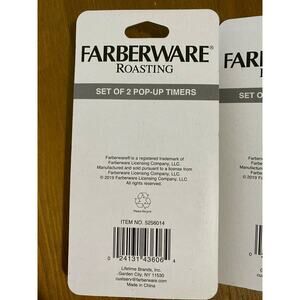 FARBERWARE®
ROASTING
SET OF 2 POP-UP TIMERS
Farberware® is a registered trademark of
Farberware Licensing Company, LLC.
Manufactured and sold pursuant to a license from
Farberware Licensing Company, LLC.
© 2019 Farberware Licensing Company, LLC.
All rights reserved.
Please Recycle
ITEM NO. 5256014
0 24131 43606 4
Lifetime Brands, Inc.
Garden City, NY 11530
custserv@farberware.com
Made in China
FAR
SET O